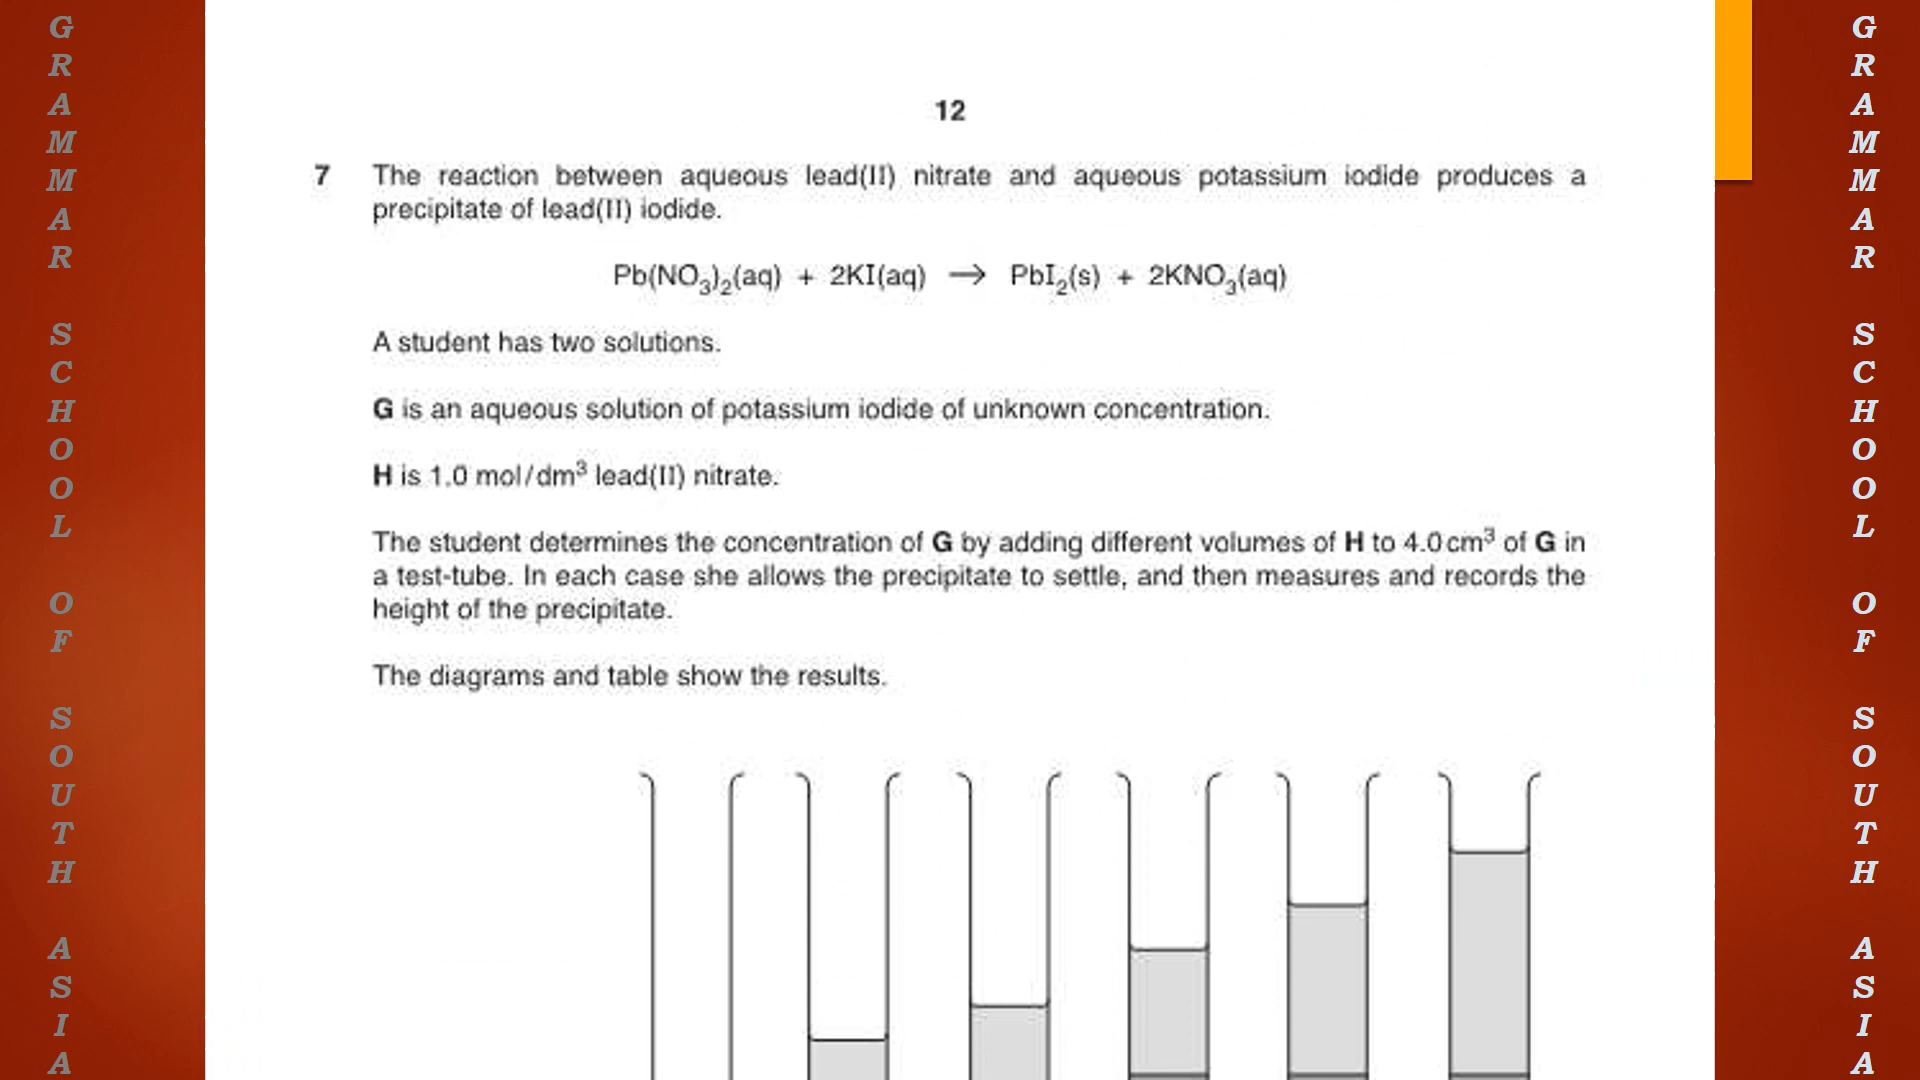 GRAMMAR SCHOOL OF SOUTH ASIA
12
7 The reaction between aqueous lead(II) nitrate and aqueous potassium iodide produces a
precipitate of lead(II) iodide.
Pb(NO₃)₂(aq) + 2KI(aq) → PbI₂(s) + 2KNO₃(aq)
A student has two solutions.
G is an aqueous solution of potassium iodide of unknown concentration.
H is 1.0 mol/dm³ lead(II) nitrate.
The student determines the concentration of G by adding different volumes of H to 4.0 cm³ of G in
a test-tube. In each case she allows the precipitate to settle, and then measures and records the
height of the precipitate.
The diagrams and table show the results.
GRAMMAR SCHOOL OF SOUTH ASIA